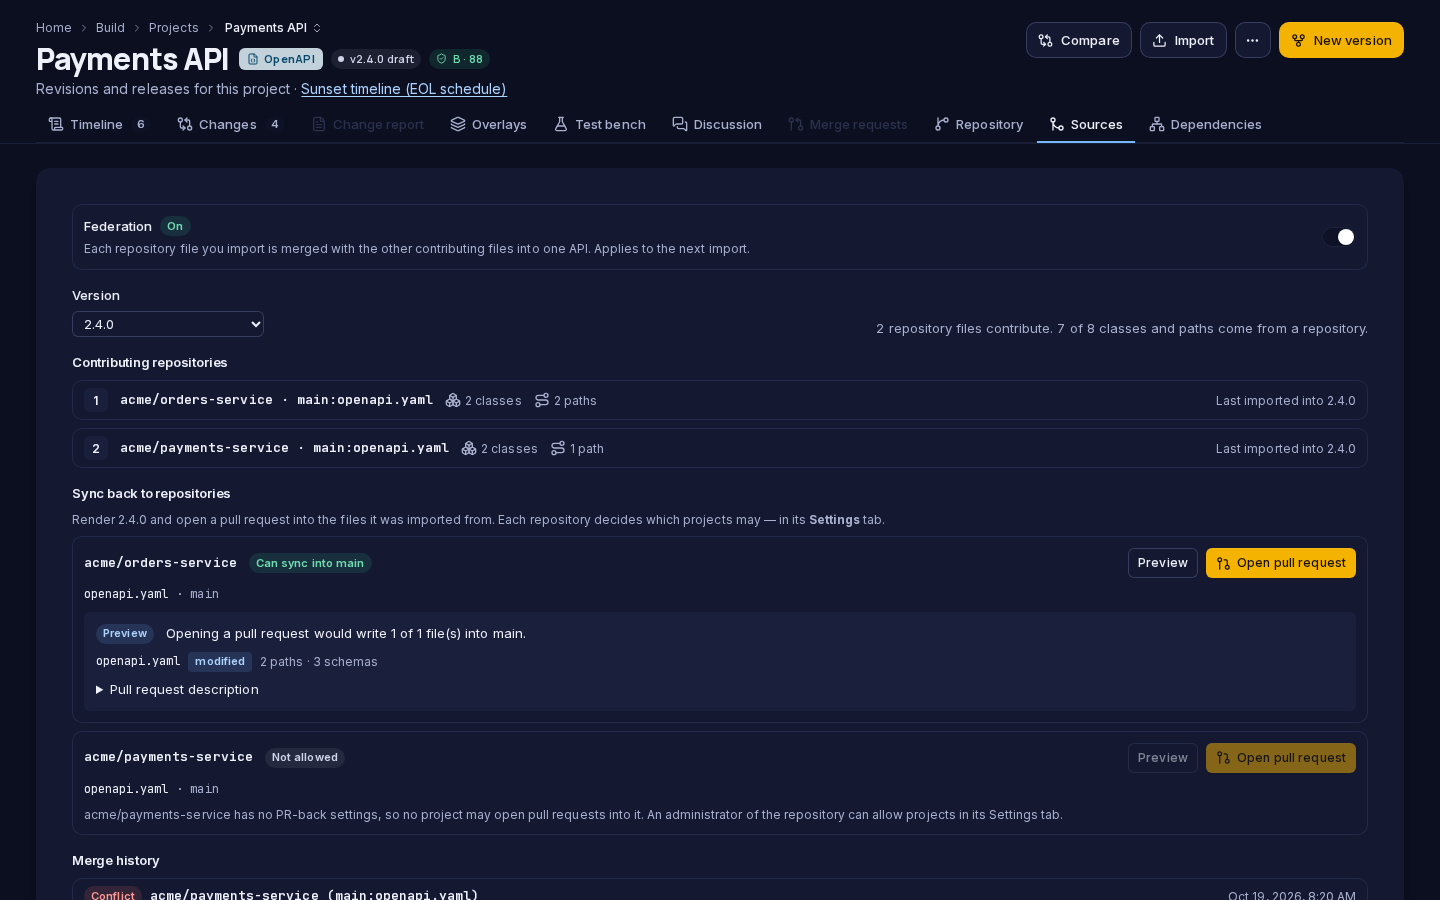 Home > Build > Projects > Payments API
Payments API OpenAPI v2.4.0 draft B · 88
Compare Import ··· New version
Revisions and releases for this project · Sunset timeline (EOL schedule)
Timeline 6 Changes 4 Change report Overlays Test bench Discussion Merge requests Repository Sources Dependencies
Federation On
Each repository file you import is merged with the other contributing files into one API. Applies to the next import.
Version
2.4.0
2 repository files contribute. 7 of 8 classes and paths come from a repository.
Contributing repositories
1 acme/orders-service · main:openapi.yaml 2 classes 2 paths Last imported into 2.4.0
2 acme/payments-service · main:openapi.yaml 2 classes 1 path Last imported into 2.4.0
Sync back to repositories
Render 2.4.0 and open a pull request into the files it was imported from. Each repository decides which projects may — in its Settings tab.
acme/orders-service Can sync into main Preview Open pull request
openapi.yaml · main
Preview Opening a pull request would write 1 of 1 file(s) into main.
openapi.yaml modified 2 paths · 3 schemas
Pull request description
acme/payments-service Not allowed Preview Open pull request
openapi.yaml · main
acme/payments-service has no PR-back settings, so no project may open pull requests into it. An administrator of the repository can allow projects in its Settings tab.
Merge history
Conflict acme/payments-service (main:openapi.yaml) Oct 19, 2026, 8:20 AM